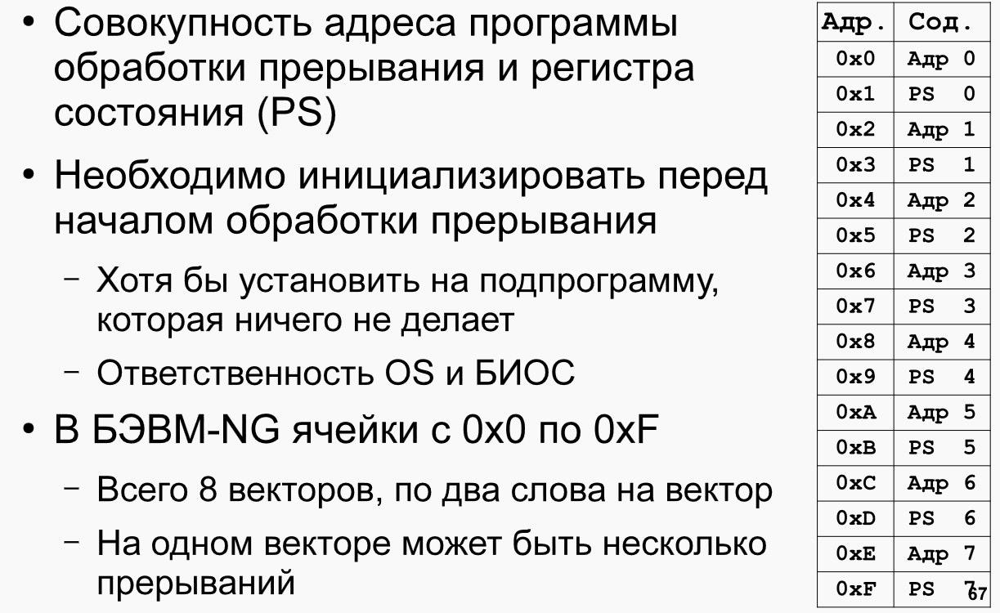 • Совокупность адреса программы
обработки прерывания и регистра
состояния (PS)
• Необходимо инициализировать перед
началом обработки прерывания
– Хотя бы установить на подпрограмму,
которая ничего не делает
– Ответственность OS и БИОС
• В БЭВМ-NG ячейки с 0x0 по 0xF
– Всего 8 векторов, по два слова на вектор
– На одном векторе может быть несколько
прерываний
Адр. Сод.
0x0 Адр 0
0x1 PS 0
0x2 Адр 1
0x3 PS 1
0x4 Адр 2
0x5 PS 2
0x6 Адр 3
0x7 PS 3
0x8 Адр 4
0x9 PS 4
0xA Адр 5
0xB PS 5
0xC Адр 6
0xD PS 6
0xE Адр 7
0xF PS 7
67